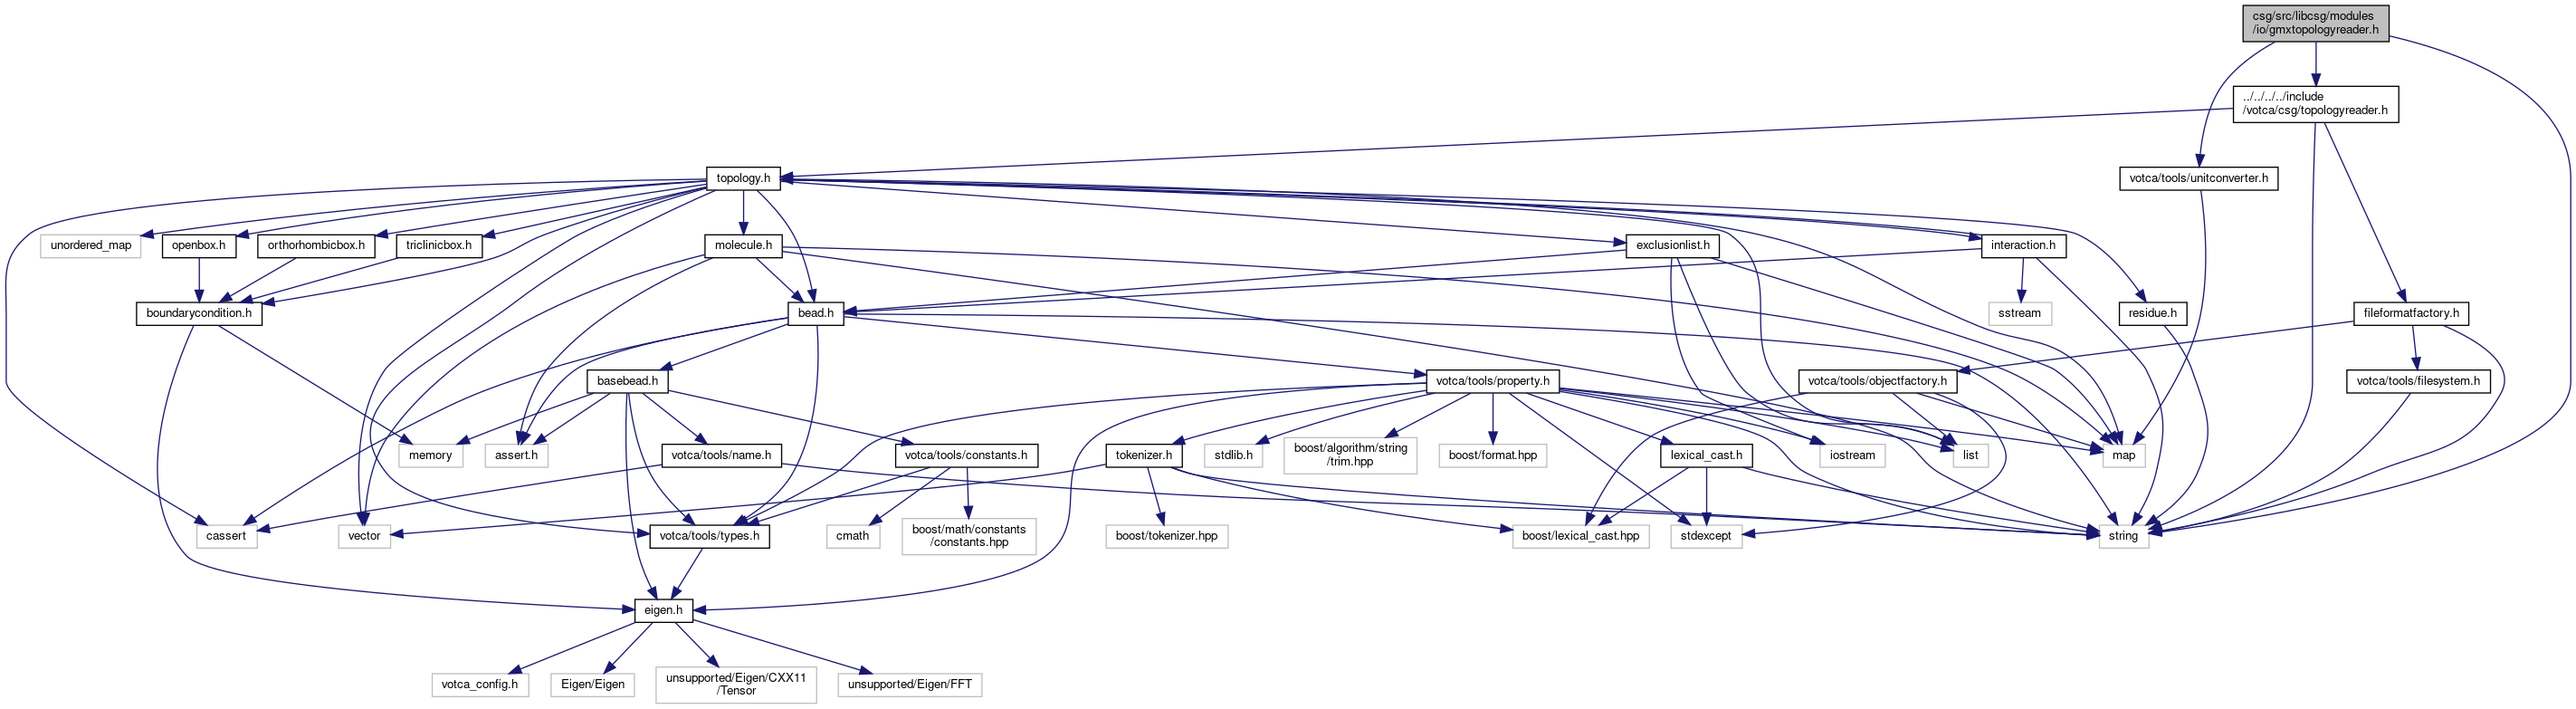 csg/src/libcsg/modules
/io/gmxtopologyreader.h
../../../../include
/votca/csg/topologyreader.h
topology.h
votca/tools/unitconverter.h
unordered_map
openbox.h
orthorhombicbox.h
triclinicbox.h
molecule.h
exclusionlist.h
interaction.h
boundarycondition.h
bead.h
sstream
residue.h
fileformatfactory.h
basebead.h
votca/tools/property.h
votca/tools/objectfactory.h
votca/tools/filesystem.h
memory
assert.h
votca/tools/name.h
votca/tools/constants.h
tokenizer.h
stdlib.h
boost/algorithm/string
/trim.hpp
boost/format.hpp
lexical_cast.h
iostream
list
map
cassert
vector
votca/tools/types.h
cmath
boost/math/constants
/constants.hpp
boost/tokenizer.hpp
boost/lexical_cast.hpp
stdexcept
string
eigen.h
votca_config.h
Eigen/Eigen
unsupported/Eigen/CXX11
/Tensor
unsupported/Eigen/FFT